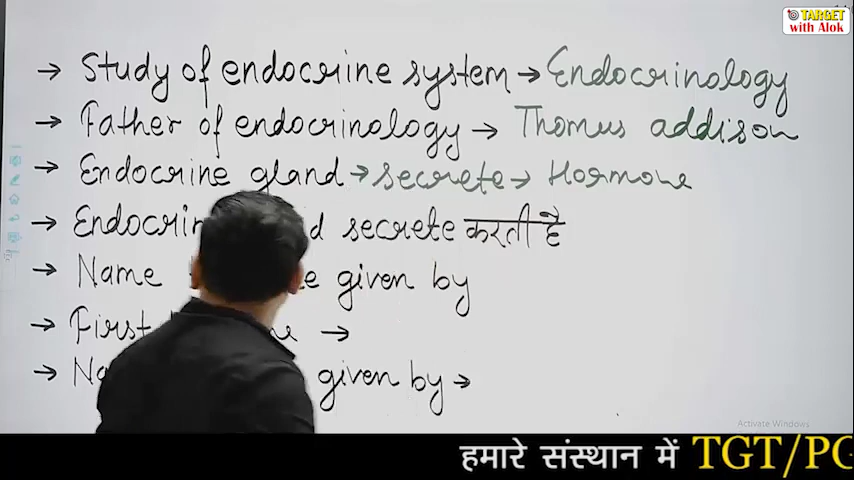 TARGET
with Alok
→ Study of endocrine system → Endocrinology
→ Father of endocrinology → Thomus addison
→ Endocrine gland → secrete → Hormone
→ secrete करती है
→ Name given by
→ First →
→ given by →
Activate Windows
हमारे संस्थान में TGT/PG